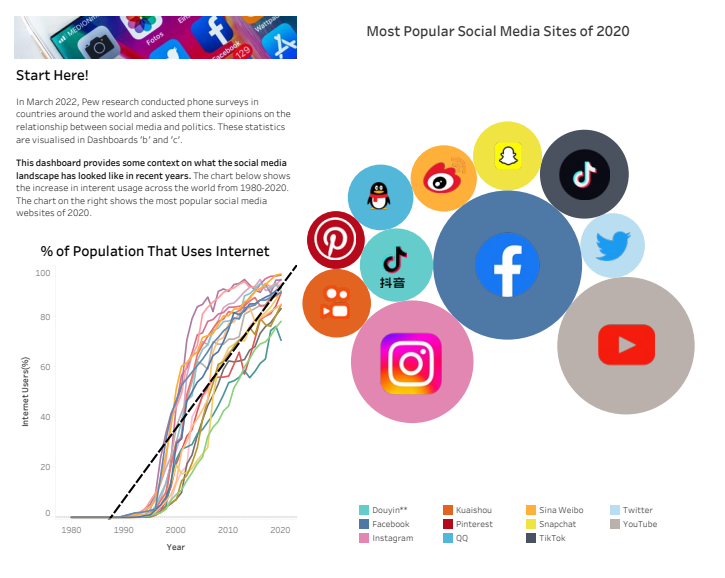 MEDION
Fotos
Einst
Facebook
129
Wattpa
Start Here!
In March 2022, Pew research conducted phone surveys in
countries around the world and asked them their opinions on the
relationship between social media and politics. These statistics
are visualised in Dashboards 'b' and 'c'.
This dashboard provides some context on what the social media
landscape has looked like in recent years. The chart below shows
the increase in interent usage across the world from 1980-2020.
The chart on the right shows the most popular social media
websites of 2020.
% of Population That Uses Internet
100
80
60
40
20
0
Internet Users(%)
1980
1990
2000
2010
2020
Year
Most Popular Social Media Sites of 2020
抖音
Douyin**
Facebook
Instagram
Kuaishou
Pinterest
QQ
Sina Weibo
Snapchat
TikTok
Twitter
YouTube